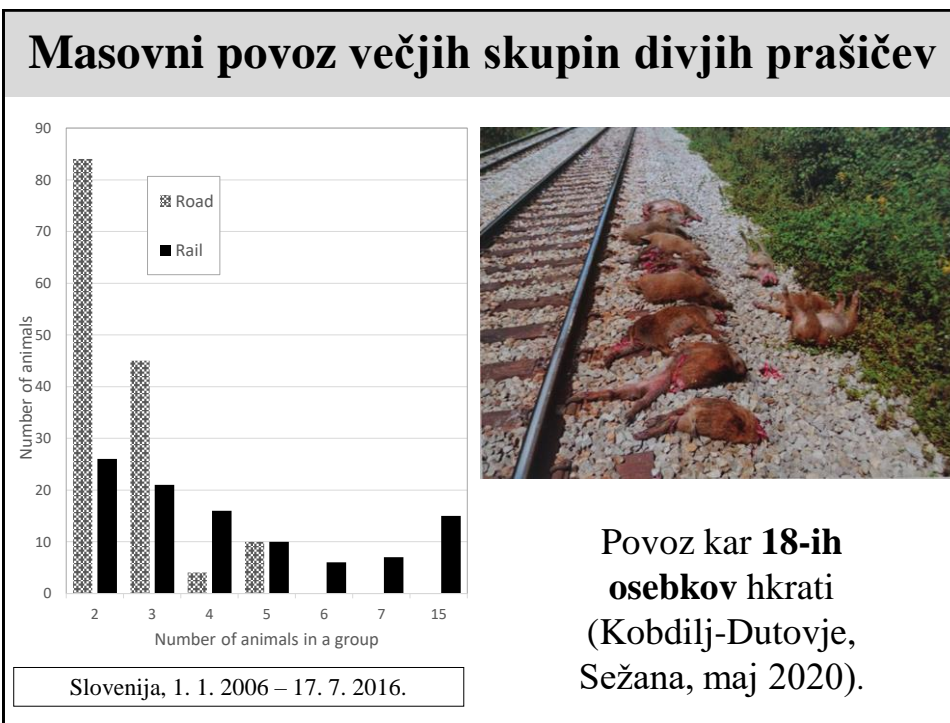 Masovni povoz večjih skupin divjih prašičev
90
80
70
60
50
40
30
20
10
0
Number of animals
Road
Rail
2 3 4 5 6 7 15
Number of animals in a group
Slovenija, 1. 1. 2006 – 17. 7. 2016.
Povoz kar 18-ih
osebkov hkrati
(Kobdilj-Dutovje,
Sežana, maj 2020).